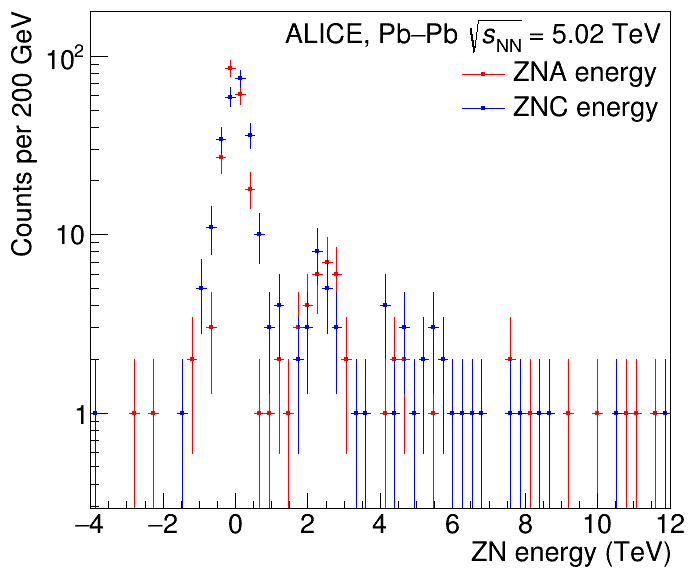 ALICE, Pb–Pb √sNN = 5.02 TeV
ZNA energy
ZNC energy
Counts per 200 GeV
10²
10
1
−4 −2 0 2 4 6 8 10 12
ZN energy (TeV)